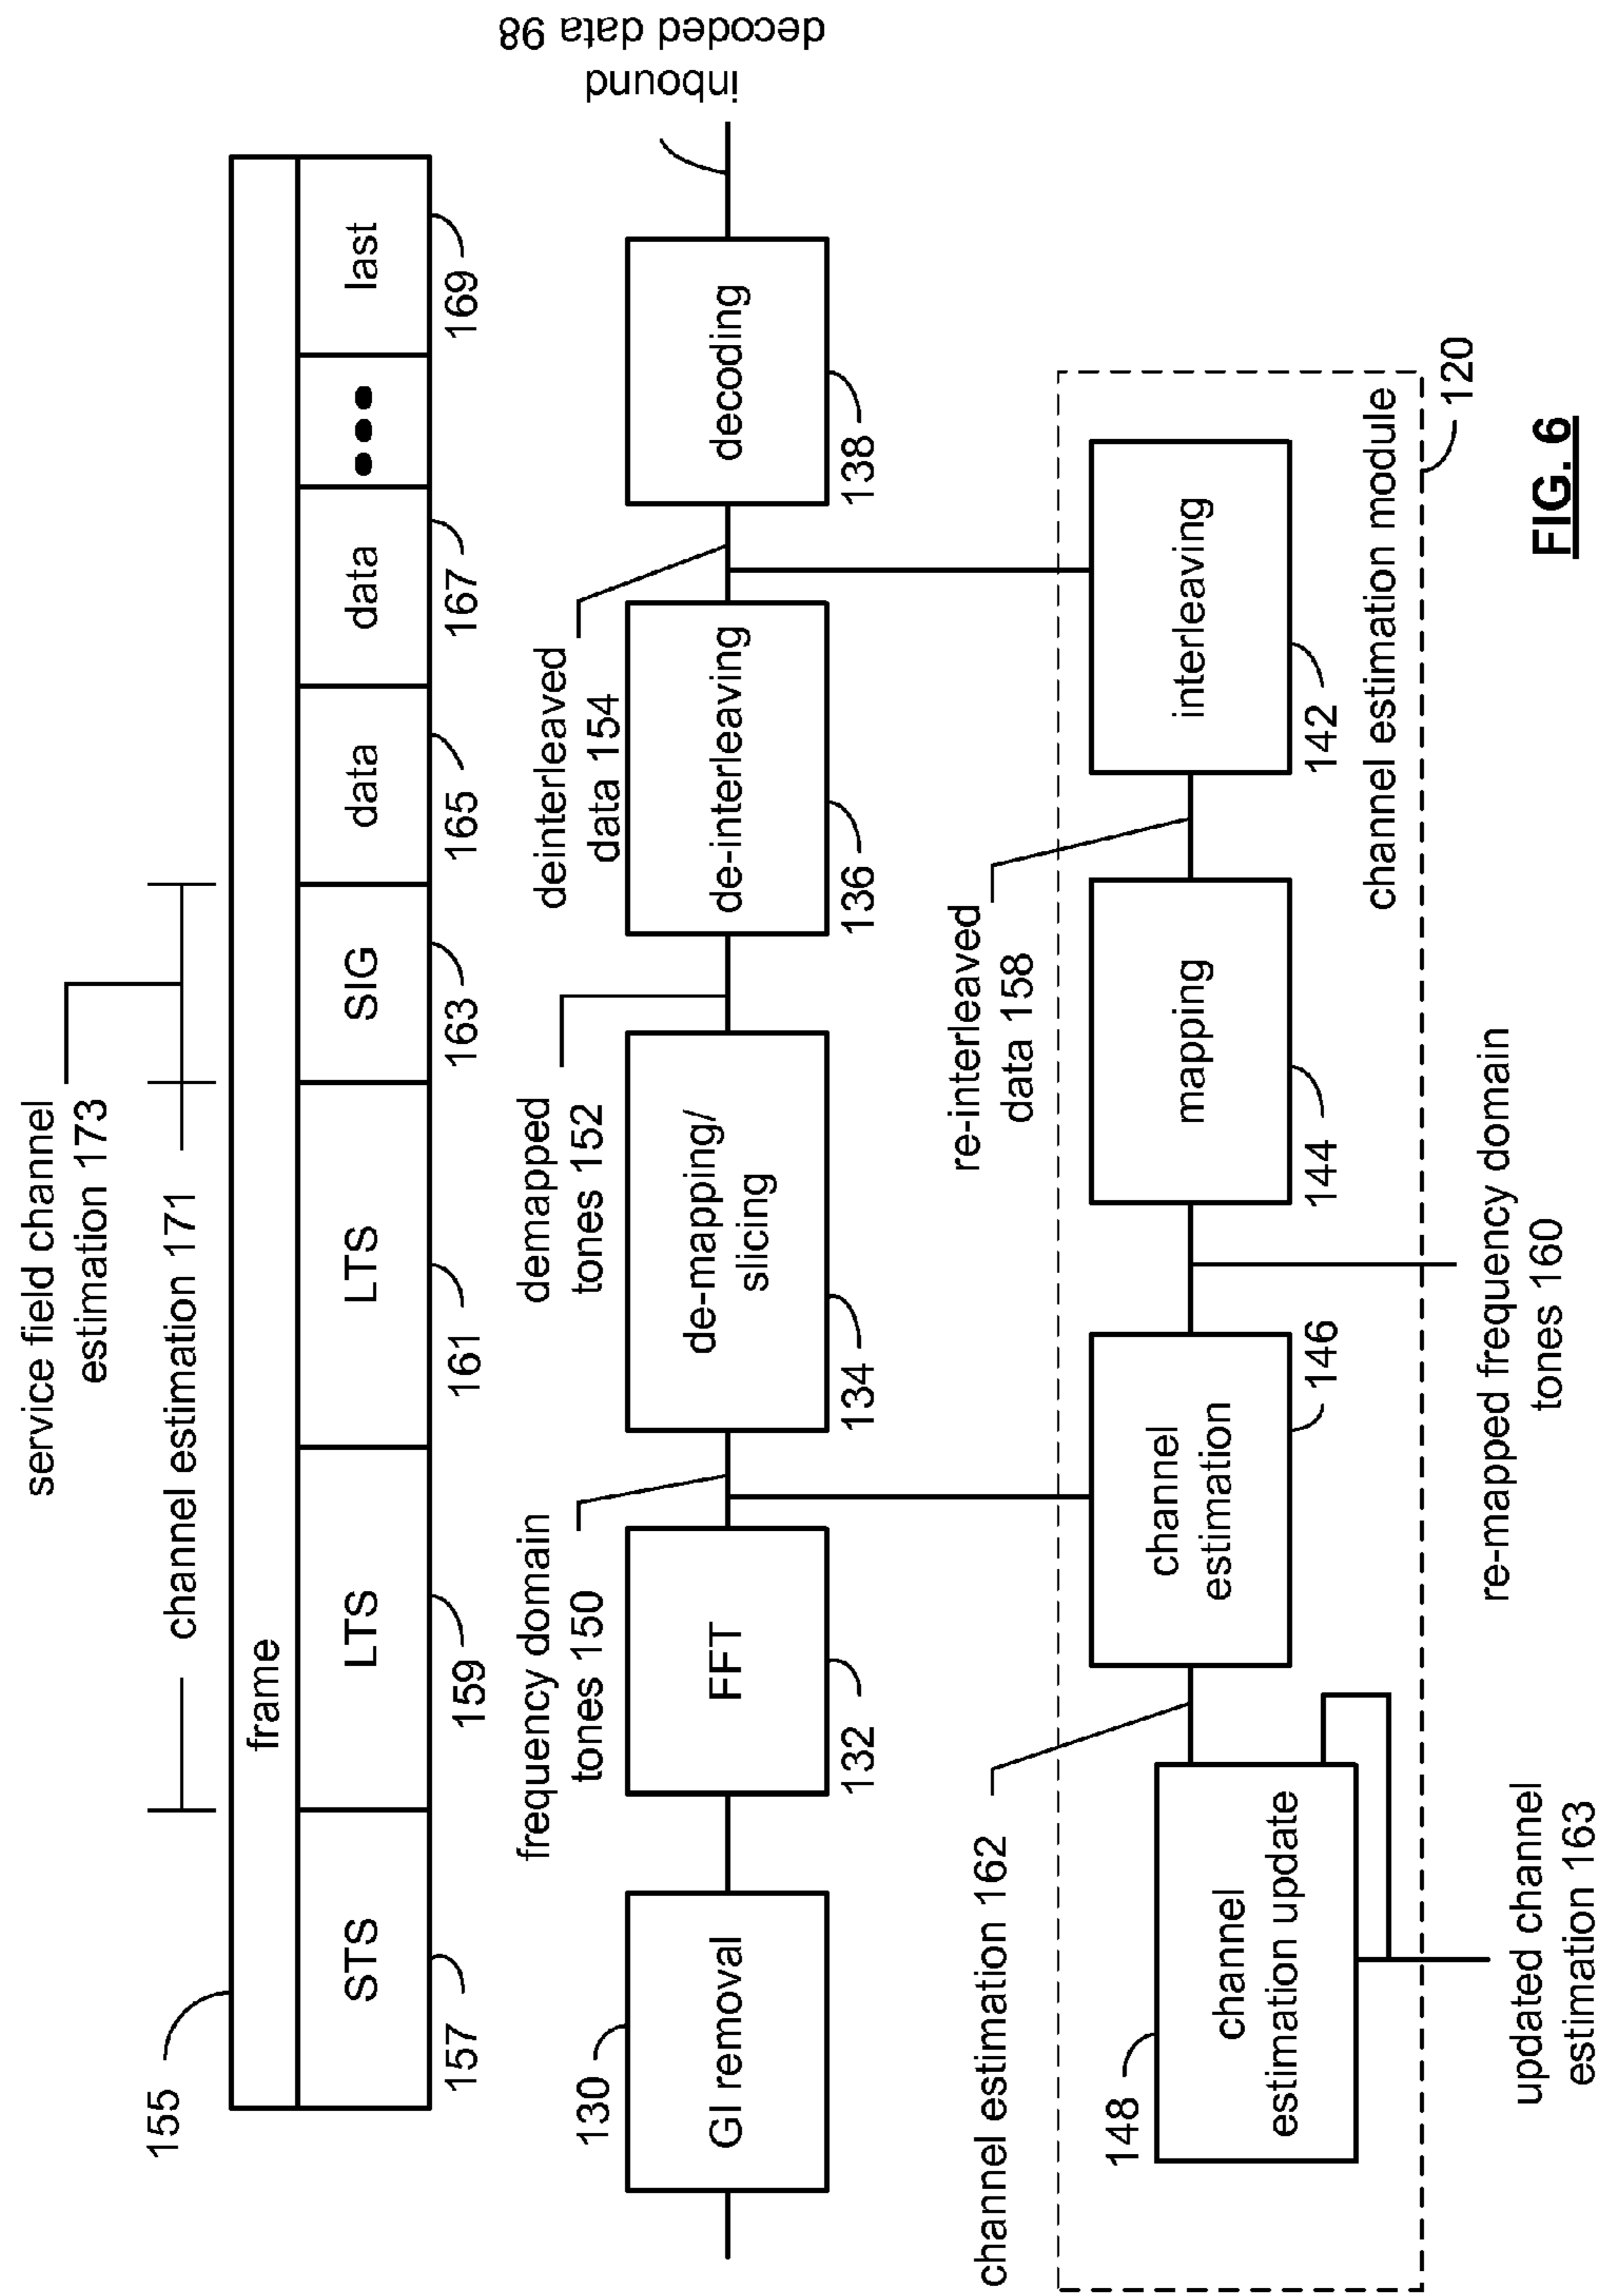 service field channel
estimation 173
channel estimation 171
155
frame
STS
LTS
LTS
SIG
data
data
•••
last
157
159
161
163
165
167
169
frequency domain
tones 150
demapped
tones 152
deinterleaved
data 154
inbound
decoded data 98
130
GI removal
FFT
de-mapping/
slicing
de-interleaving
decoding
132
134
136
138
channel estimation 162
re-interleaved
data 158
148
channel
estimation update
channel
estimation
mapping
interleaving
146
144
142
channel estimation module
120
updated channel
estimation 163
re-mapped frequency domain
tones 160
FIG. 6